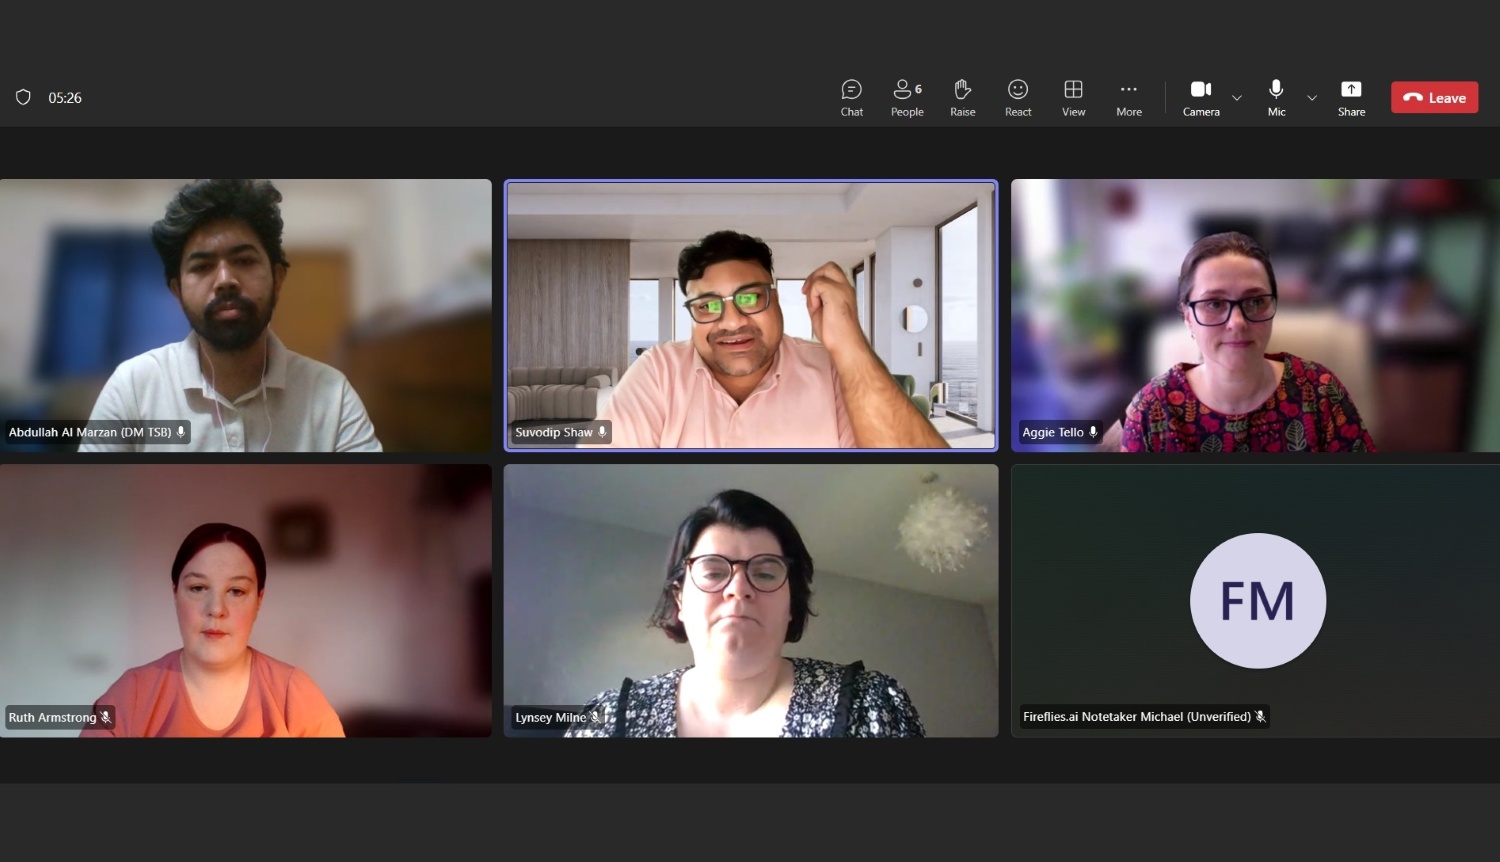 05:26
6
Chat People Raise React View More Camera Mic Share Leave
Abdullah Al Marzan (DM TSB)
Suvodip Shaw
Aggie Tello
Ruth Armstrong
Lynsey Milne
FM
Fireflies.ai Notetaker Michael (Unverified)